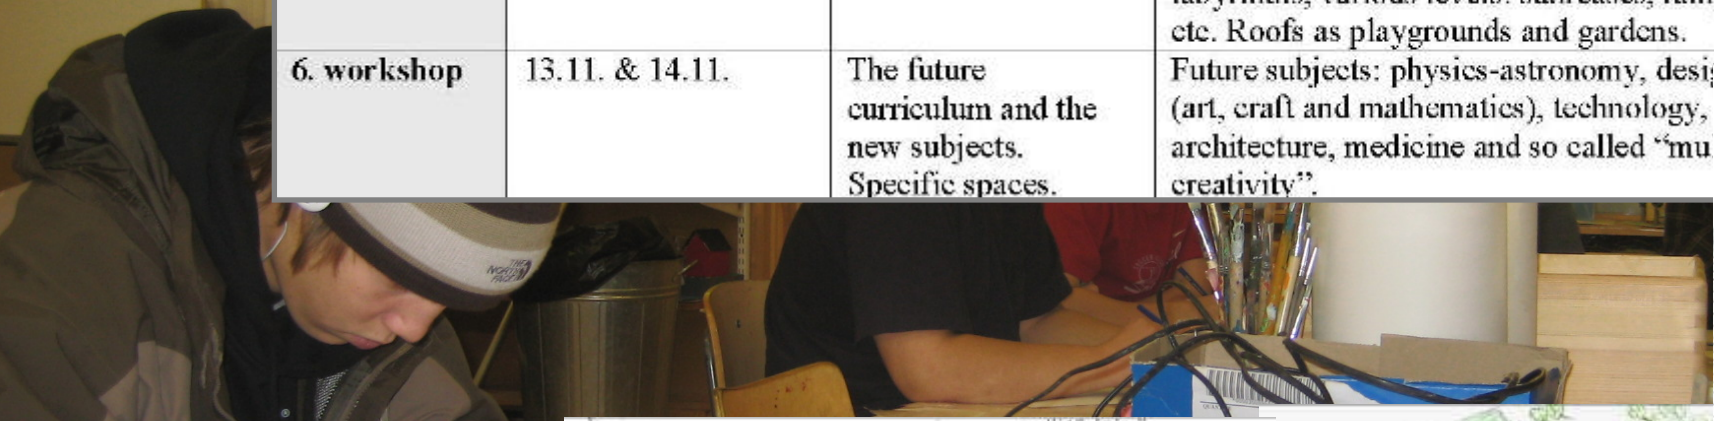 etc. Roofs as playgrounds and gardens.
6. workshop
13.11. & 14.11.
The future
curriculum and the
new subjects.
Specific spaces.
Future subjects: physics-astronomy,
(art, craft and mathematics), technology,
architecture, medicine and so called
creativity”.
THE
NORTH
FACE